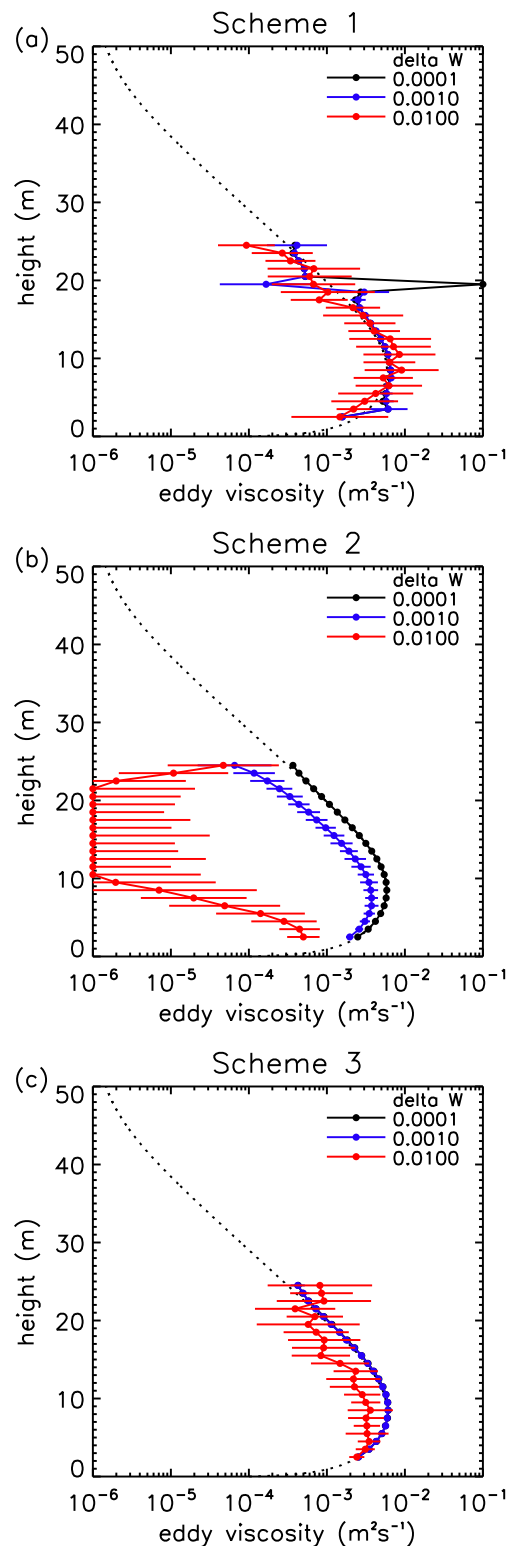 Scheme 1
(a)
50
40
30
20
10
0
height (m)
delta W
0.0001
0.0010
0.0100
10⁻⁶ 10⁻⁵ 10⁻⁴ 10⁻³ 10⁻² 10⁻¹
eddy viscosity (m²s⁻¹)
Scheme 2
(b)
50
40
30
20
10
0
height (m)
delta W
0.0001
0.0010
0.0100
10⁻⁶ 10⁻⁵ 10⁻⁴ 10⁻³ 10⁻² 10⁻¹
eddy viscosity (m²s⁻¹)
Scheme 3
(c)
50
40
30
20
10
0
height (m)
delta W
0.0001
0.0010
0.0100
10⁻⁶ 10⁻⁵ 10⁻⁴ 10⁻³ 10⁻² 10⁻¹
eddy viscosity (m²s⁻¹)